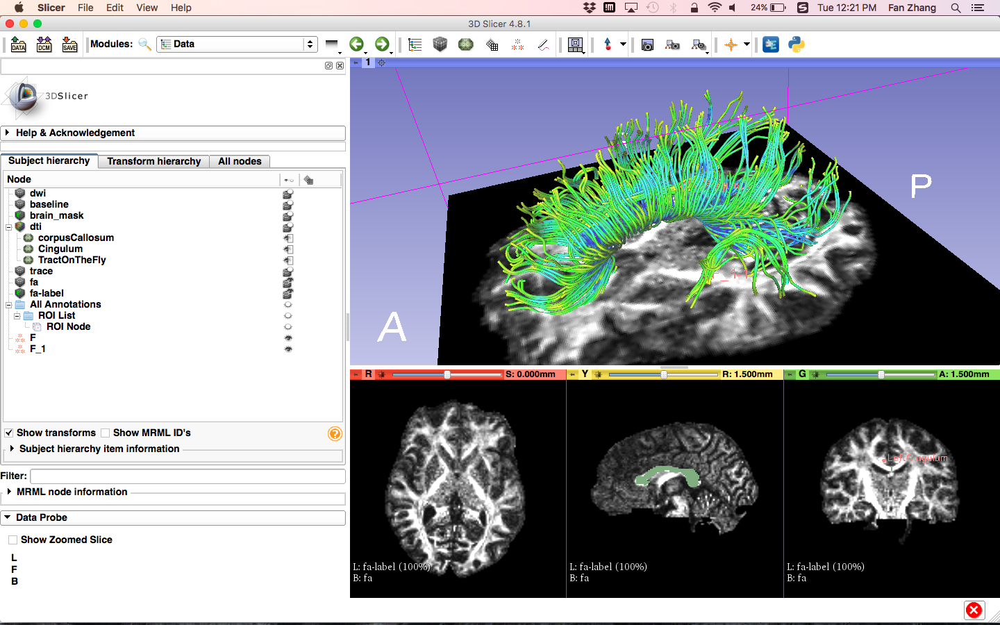 Slicer File Edit View Help 24% Tue 12:21 PM Fan Zhang
3D Slicer 4.8.1
DATA DCM SAVE Modules: Data
1
3DSlicer
Help & Acknowledgement
Subject hierarchy Transform hierarchy All nodes
Node
dwi
baseline
brain_mask
dti
corpusCallosum
Cingulum
TractOnTheFly
trace
fa
fa-label
All Annotations
ROI List
ROI Node
F
F_1
Show transforms Show MRML ID's
Subject hierarchy item information
Filter:
MRML node information
Data Probe
Show Zoomed Slice
L
F
B
P
A
R S: 0.000mm
Y R: 1.500mm
G A: 1.500mm
Left Cingulum
L: fa-label (100%)
B: fa
L: fa-label (100%)
B: fa
L: fa-label (100%)
B: fa